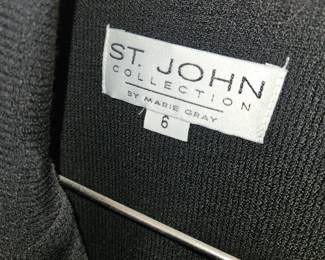 ST. JOHN
COLLECTION
BY MARIE GRAY
6